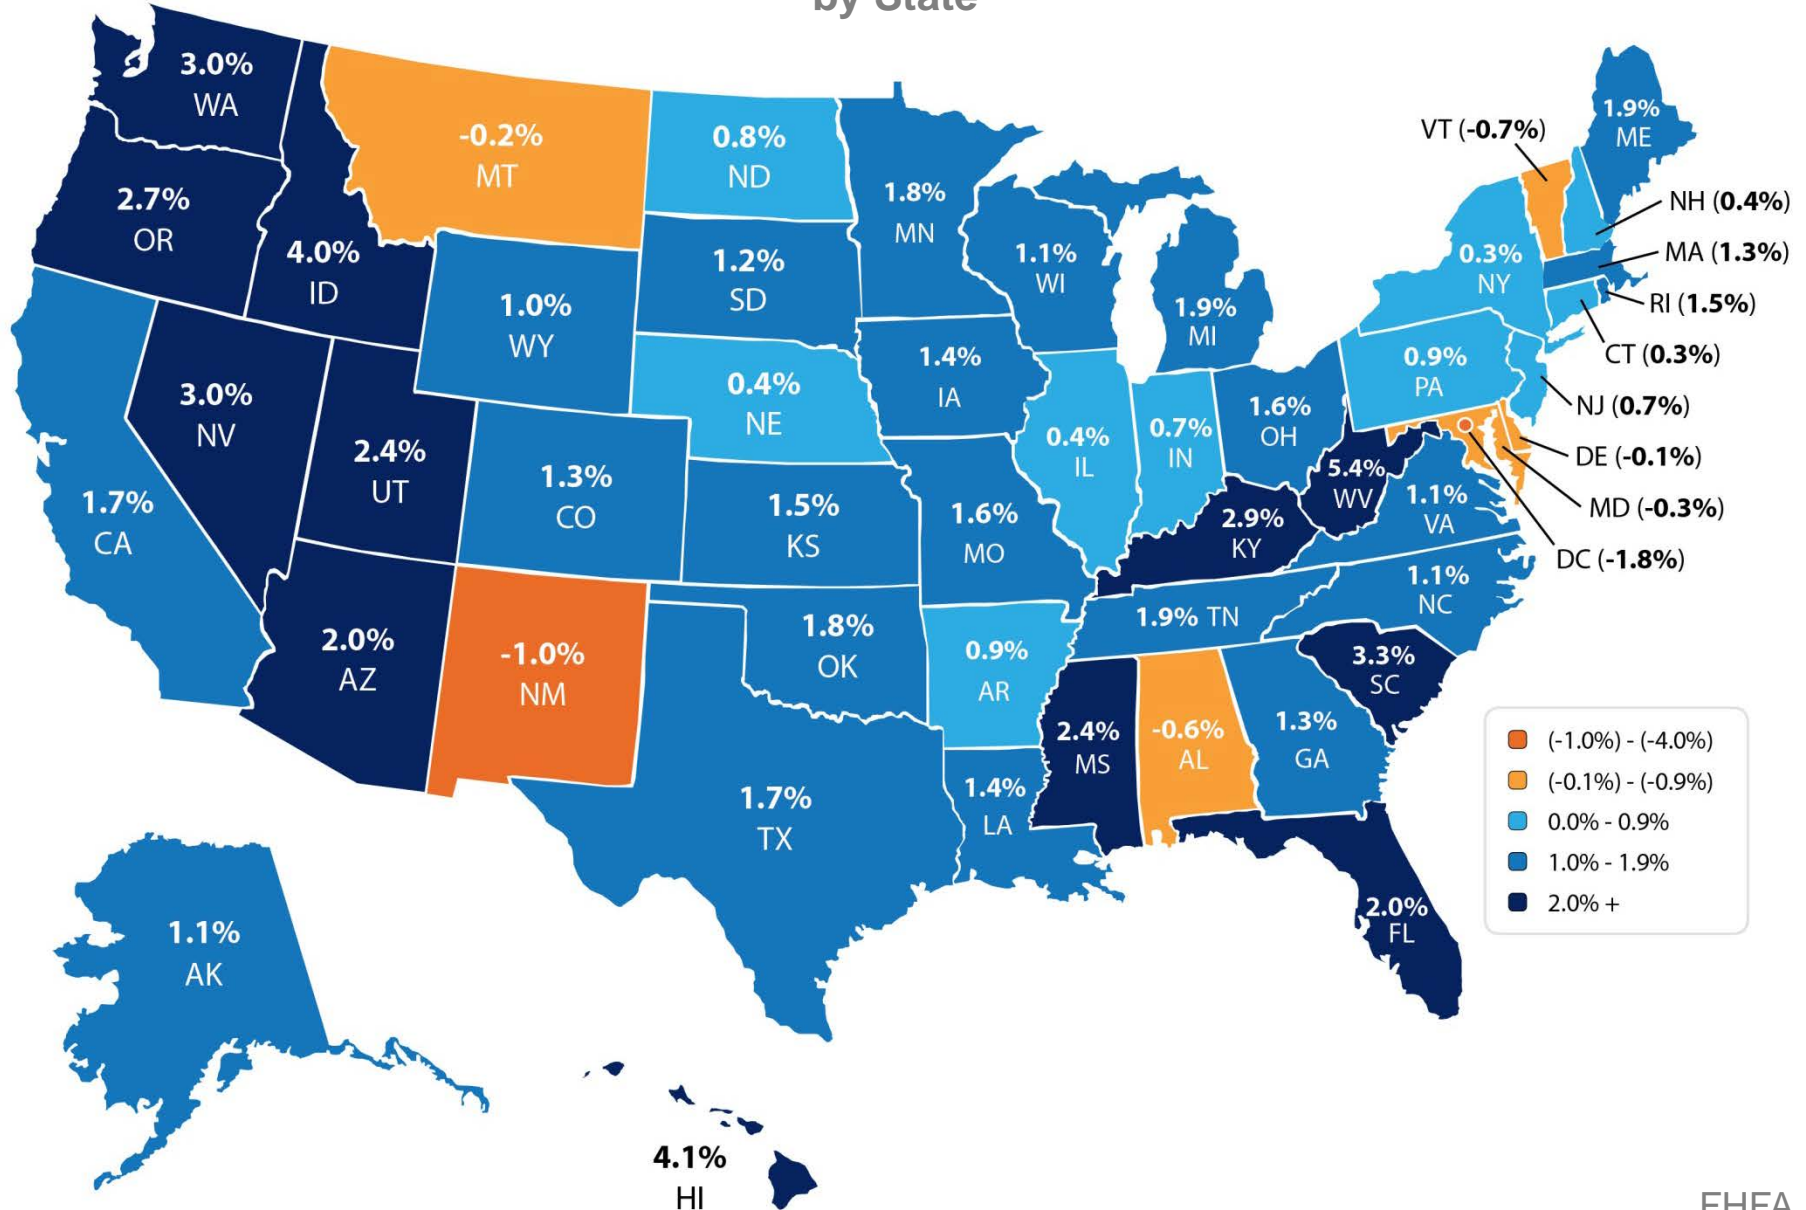 by State
3.0%
WA
-0.2%
MT
0.8%
ND
1.8%
MN
1.9%
ME
VT (-0.7%)
2.7%
OR
4.0%
ID
1.0%
WY
1.2%
SD
1.1%
WI
1.9%
MI
0.3%
NY
NH (0.4%)
MA (1.3%)
RI (1.5%)
CT (0.3%)
NJ (0.7%)
DE (-0.1%)
MD (-0.3%)
DC (-1.8%)
3.0%
NV
2.4%
UT
0.4%
NE
1.4%
IA
0.4%
IL
0.7%
IN
1.6%
OH
0.9%
PA
1.7%
CA
1.3%
CO
1.5%
KS
1.6%
MO
2.9%
KY
5.4%
WV
1.1%
VA
1.1%
NC
2.0%
AZ
-1.0%
NM
1.8%
OK
0.9%
AR
1.9% TN
3.3%
SC
1.7%
TX
1.4%
LA
2.4%
MS
-0.6%
AL
1.3%
GA
2.0%
FL
1.1%
AK
4.1%
HI
(-1.0%) - (-4.0%)
(-0.1%) - (-0.9%)
0.0% - 0.9%
1.0% - 1.9%
2.0% +
FHFA